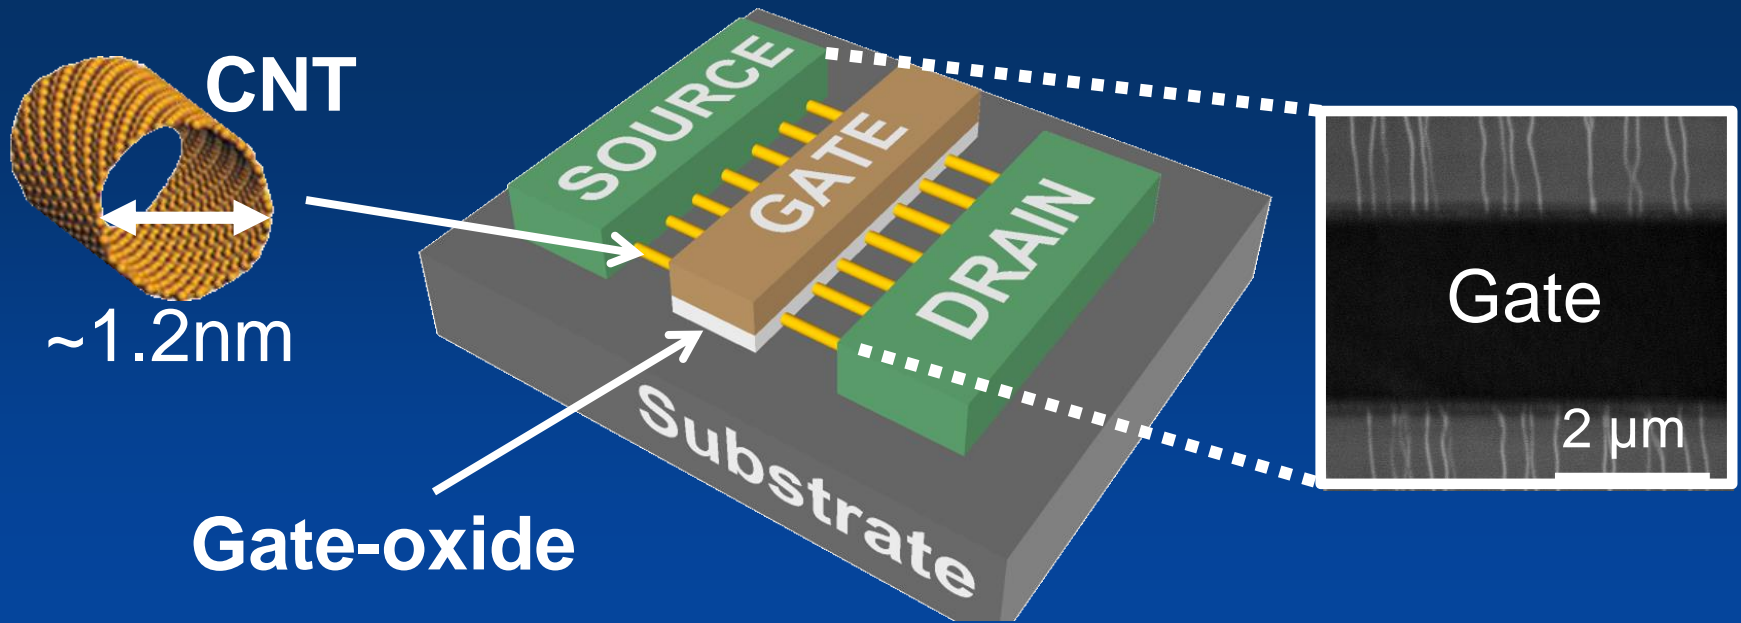 CNT
~1.2nm
SOURCE
GATE
DRAIN
Substrate
Gate-oxide
Gate
2 μm